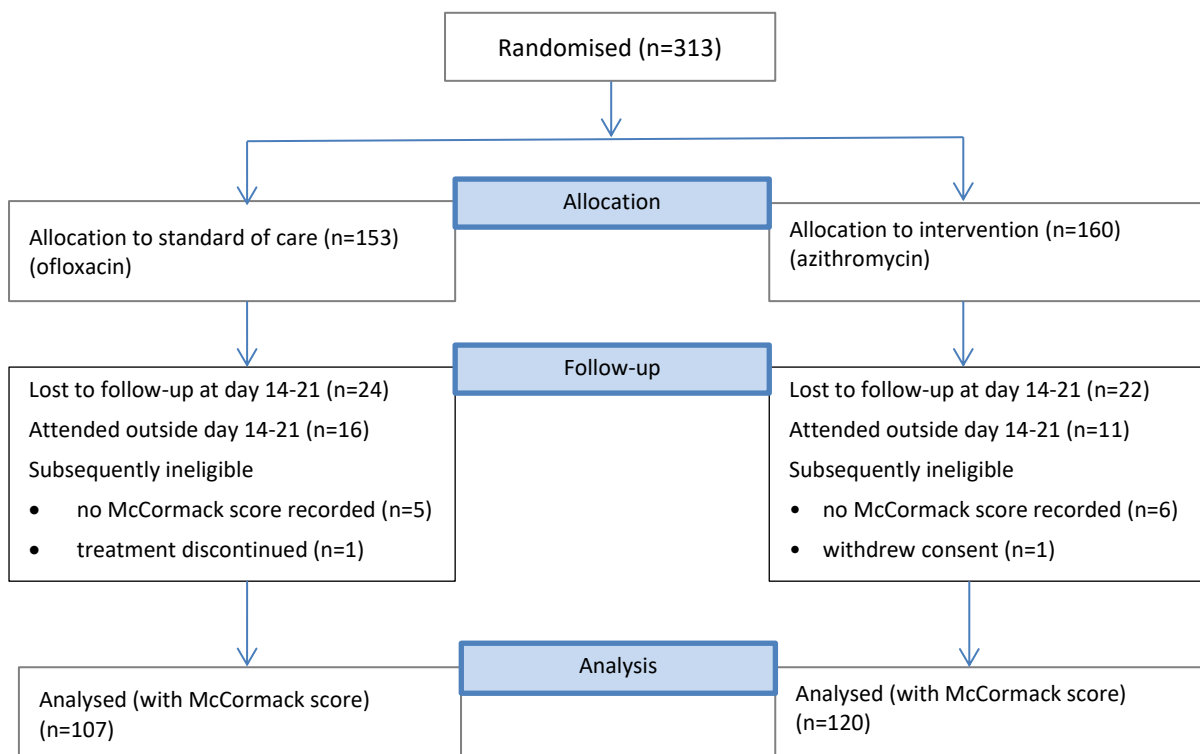 Randomised (n=313)
Allocation
Allocation to standard of care (n=153)
(ofloxacin)
Allocation to intervention (n=160)
(azithromycin)
Follow-up
Lost to follow-up at day 14-21 (n=24)
Attended outside day 14-21 (n=16)
Subsequently ineligible
• no McCormack score recorded (n=5)
• treatment discontinued (n=1)
Lost to follow-up at day 14-21 (n=22)
Attended outside day 14-21 (n=11)
Subsequently ineligible
• no McCormack score recorded (n=6)
• withdrew consent (n=1)
Analysis
Analysed (with McCormack score)
(n=107)
Analysed (with McCormack score)
(n=120)